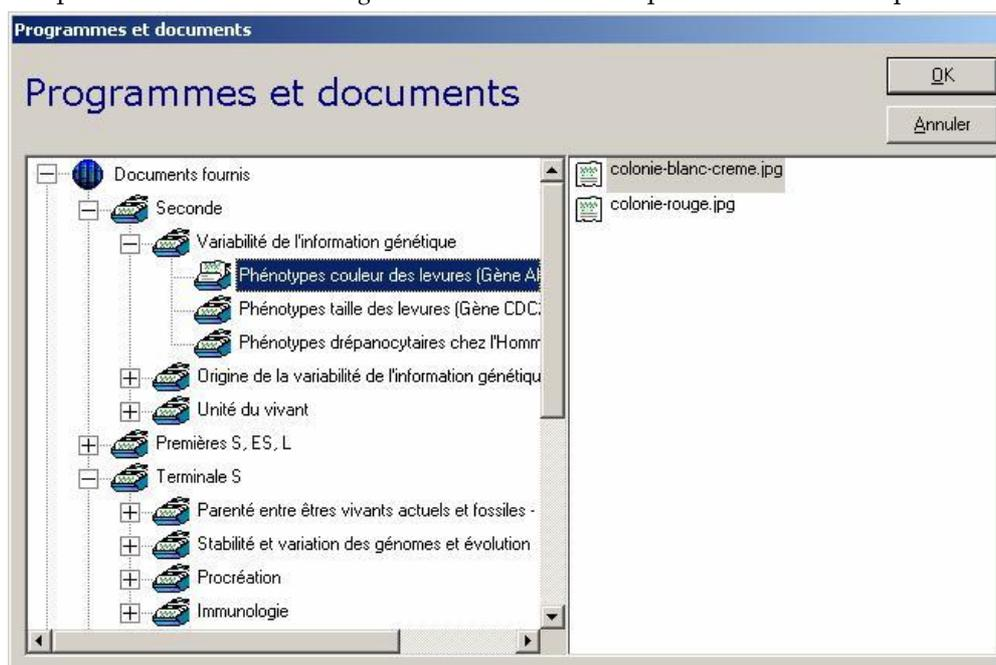 Programmes et documents
Programmes et documents
OK
Annuler
Documents fournis
Seconde
Variabilité de l'information génétique
Phénotypes couleur des levures (Gène
Phénotypes taille des levures (Gène CDC
Phénotypes drépanocytaires chez l'Homm
Origine de la variabilité de l'information génétiqu
Unité du vivant
Premières S, ES, L
Terminale S
Parenté entre êtres vivants actuels et fossiles -
Stabilité et variation des génomes et évolution
Procréation
Immunologie
colonie-blanc-creme.jpg
colonie-rouge.jpg